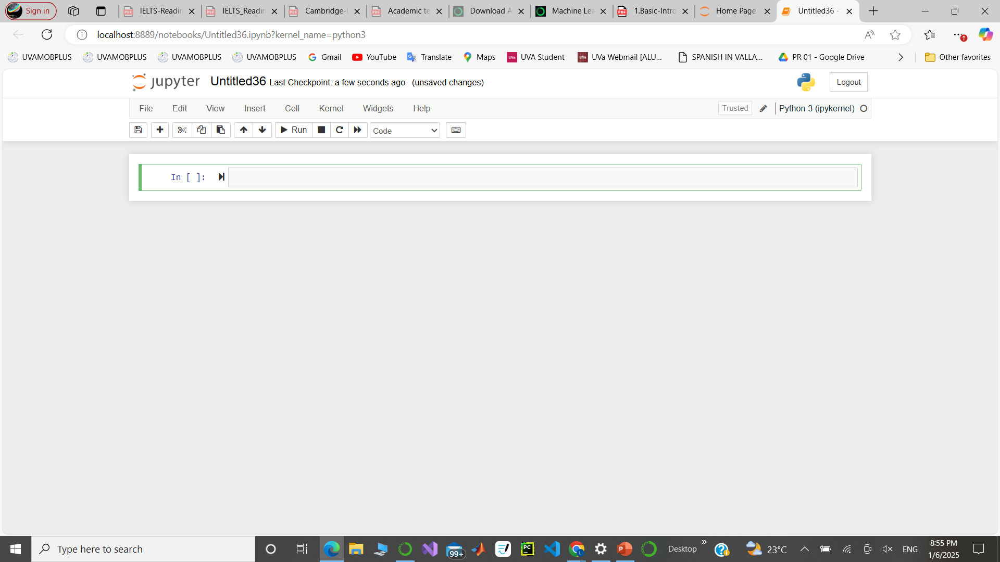 Sign in
IELTS-Readin
IELTS_Readin
Cambridge-
Academic te
Download A
Machine Lea
1.Basic-Intro
Home Page
Untitled36 -
localhost:8889/notebooks/Untitled36.ipynb?kernel_name=python3
UVAMOBPLUS UVAMOBPLUS UVAMOBPLUS UVAMOBPLUS Gmail YouTube Translate Maps UVA Student UVa Webmail [ALU... SPANISH IN VALLA... PR 01 - Google Drive Other favorites
jupyter Untitled36 Last Checkpoint: a few seconds ago (unsaved changes) Logout
File Edit View Insert Cell Kernel Widgets Help Trusted Python 3 (ipykernel)
Run Code
In [ ]:
Type here to search
99+
PC
Desktop
23°C
ENG
8:55 PM
1/6/2025